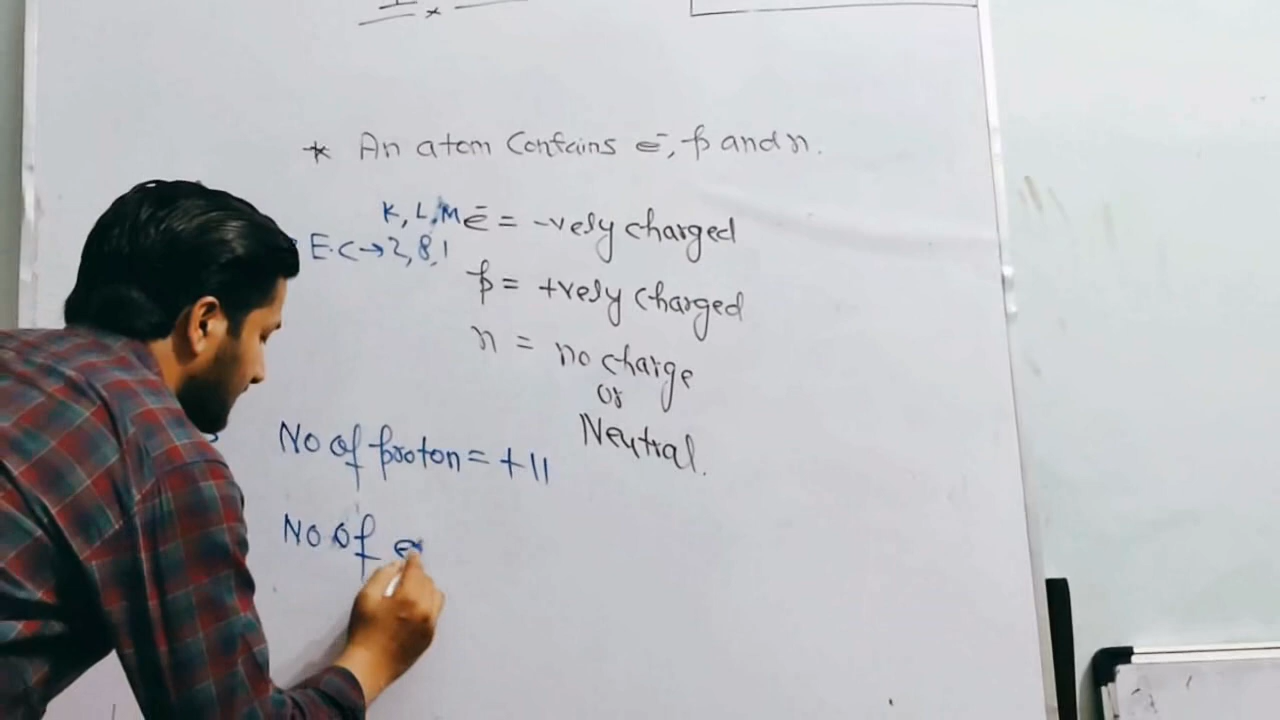 * An atom Contains e⁻, p and n.
K, L, M e⁻ = -vely charged
E.C → 2, 8, 1
p = +vely charged
n = no charge
or
Neutral.
No of proton = +11
No of e